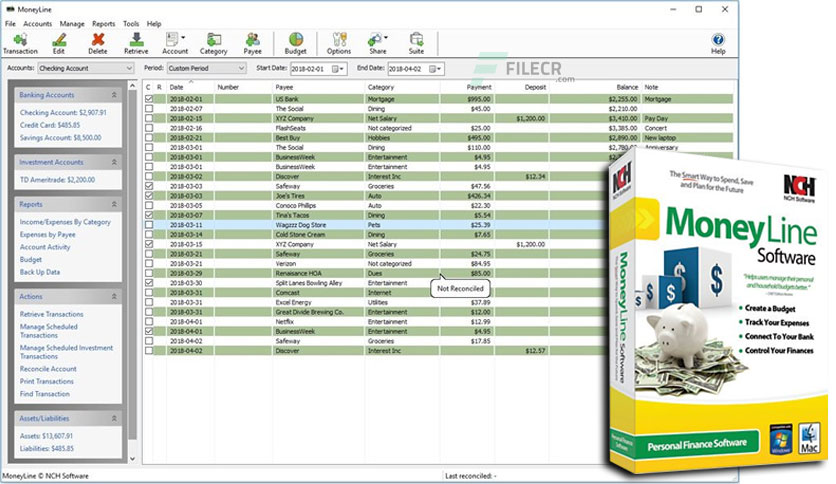 MoneyLine
File Accounts Manage Reports Tools Help
Transaction Edit Delete Retrieve Account Category Payee Budget Options Share Suite Help
Accounts: Checking Account Period: Custom Period Start Date: 2018-02-01 End Date: 2018-04-02
FILECR
.com
Banking Accounts
Checking Account: $2,907.91
Credit Card: $485.85
Savings Account: $8,500.00
Investment Accounts
TD Ameritrade: $2,200.00
Reports
Income/Expenses By Category
Expenses by Payee
Account Activity
Budget
Back Up Data
Actions
Retrieve Transactions
Manage Scheduled
Transactions
Manage Scheduled Investment
Transactions
Reconcile Account
Print Transactions
Find Transaction
Assets/Liabilities
Assets: $13,607.91
Liabilities: $485.85
C R Date Number Payee Category Payment Deposit Balance Note
2018-02-01 US Bank Mortgage $995.00 $2,255.00 Mortgage
2018-02-07 The Social Dining $45.00 $2,210.00
2018-02-15 XYZ Company Net Salary $1,200.00 $3,410.00 Pay Day
2018-02-16 FlashSeats Not categorized $25.00 $3,385.00 Concert
2018-02-21 Best Buy Hobbies $495.00 $2,890.00 New laptop
2018-03-01 The Social Dining $110.00 $2,780.00 Anniversary
2018-03-01 BusinessWeek Entertainment $4.95
2018-03-01 BusinessWeek Entertainment $4.95
2018-03-02 Discover Interest Inc $12.34
2018-03-03 Safeway Groceries $47.56
2018-03-03 Joe's Tires Auto $426.34
2018-03-05 Conoco Phillips Auto $22.30
2018-03-07 Tina's Tacos Dining $5.54
2018-03-11 Wagzzz Dog Store Pets $25.39
2018-03-14 Cold Stone Cream Dining $7.65
2018-03-15 XYZ Company Net Salary $1,200.00
2018-03-21 Safeway Groceries $24.75
2018-03-21 Verizon Not categorized $84.95
2018-03-29 Renaisance HOA Dues $85.00
2018-03-30 Split Lanes Bowling Alley Entertainment
2018-03-31 Comcast Internet
2018-03-31 Excel Energy Utilities $37.89
2018-03-31 Great Divide Brewing Co. Entertainment $12.00
2018-04-01 Netflix Entertainment $12.99
2018-04-01 BusinessWeek Entertainment $4.95
2018-04-02 Safeway Groceries $17.85
2018-04-02 Discover Interest Inc $12.57
Not Reconciled
MoneyLine © NCH Software
Last reconciled: -
NCH
NCH Software
The Smart Way to Spend, Save
and Plan for the Future
NCH
NCH Software
MoneyLine
Software
"Helps users manage their personal
and household budgets better."
• Create a Budget
• Track Your Expenses
• Connect To Your Bank
• Control Your Finances
Personal Finance Software
Windows
Mac
MoneyLine Software
Personal Finance
Software